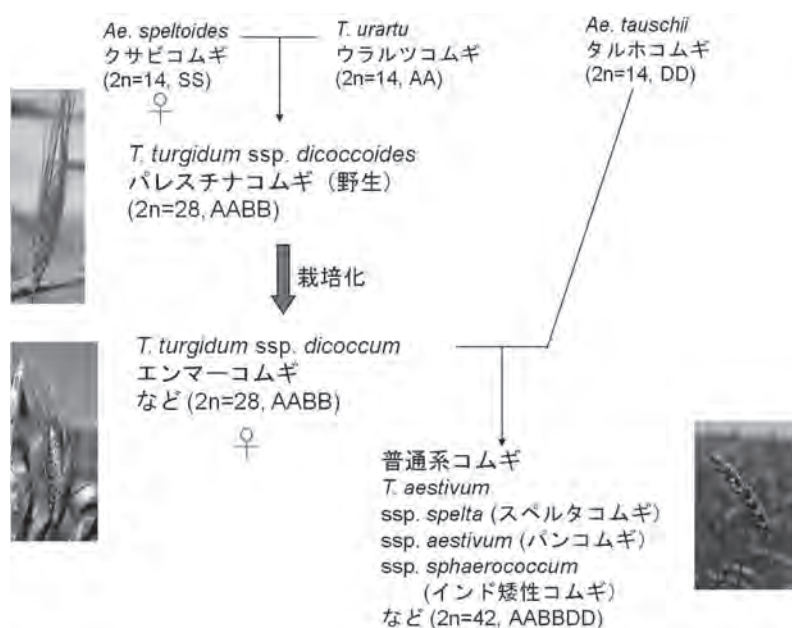 Ae. speltoides
クサビコムギ
(2n=14, SS)
♀
T. urartu
ウラルツコムギ
(2n=14, AA)
Ae. tauschii
タルホコムギ
(2n=14, DD)
T. turgidum ssp. dicoccoides
パレスチナコムギ（野生）
(2n=28, AABB)
栽培化
T. turgidum ssp. dicoccum
エンマーコムギ
など (2n=28, AABB)
♀
普通系コムギ
T. aestivum
ssp. spelta (スペルタコムギ）
ssp. aestivum (パンコムギ）
ssp. sphaerococcum
(インド矮性コムギ）
など (2n=42, AABBDD)